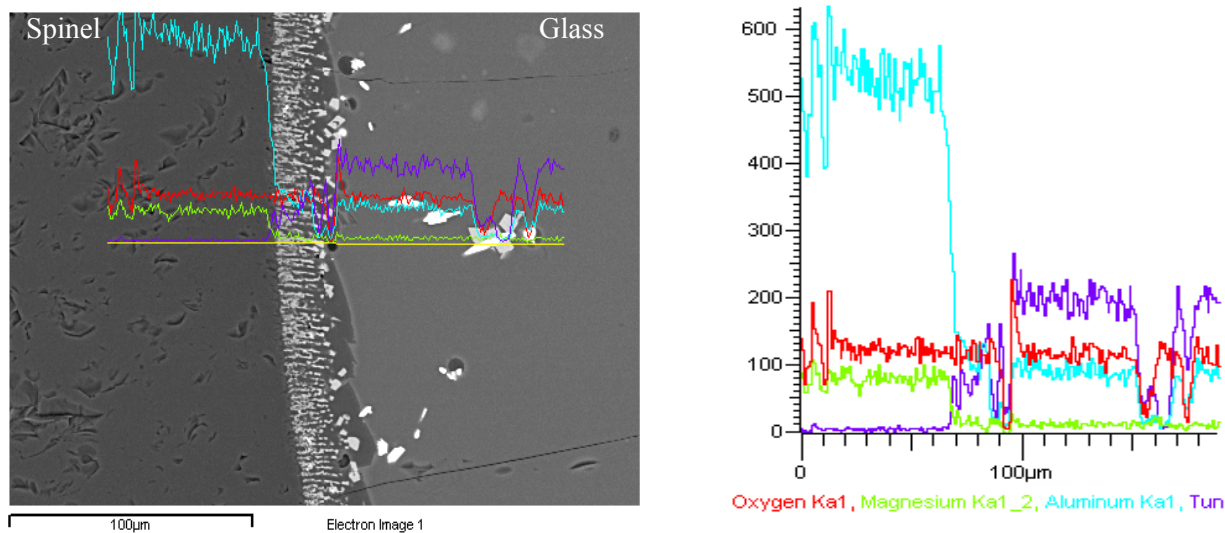 Spinel Glass
100µm Electron Image 1
600
500
400
300
200
100
0
0 100µm
Oxygen Ka1, Magnesium Ka1_2, Aluminum Ka1, Tun